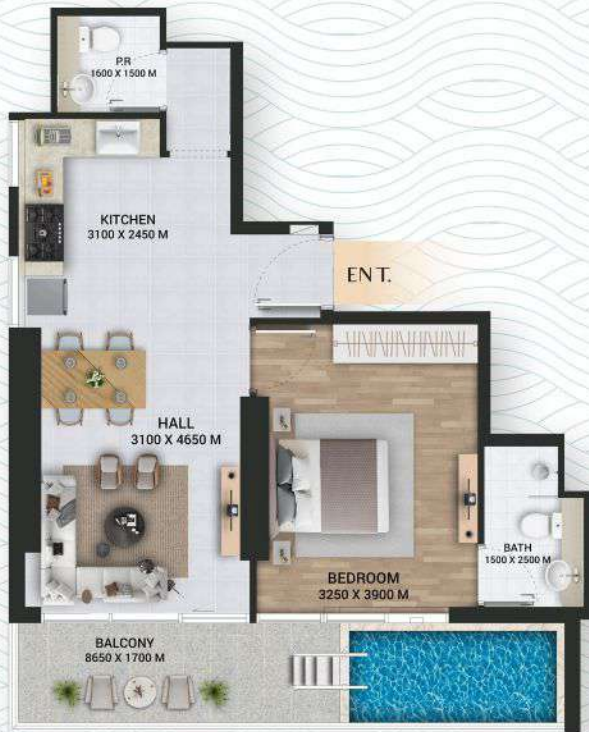 P.R
1600 X 1500 M
KITCHEN
3100 X 2450 M
ENT.
HALL
3100 X 4650 M
BATH
1500 X 2500 M
BEDROOM
3250 X 3900 M
BALCONY
8650 X 1700 M